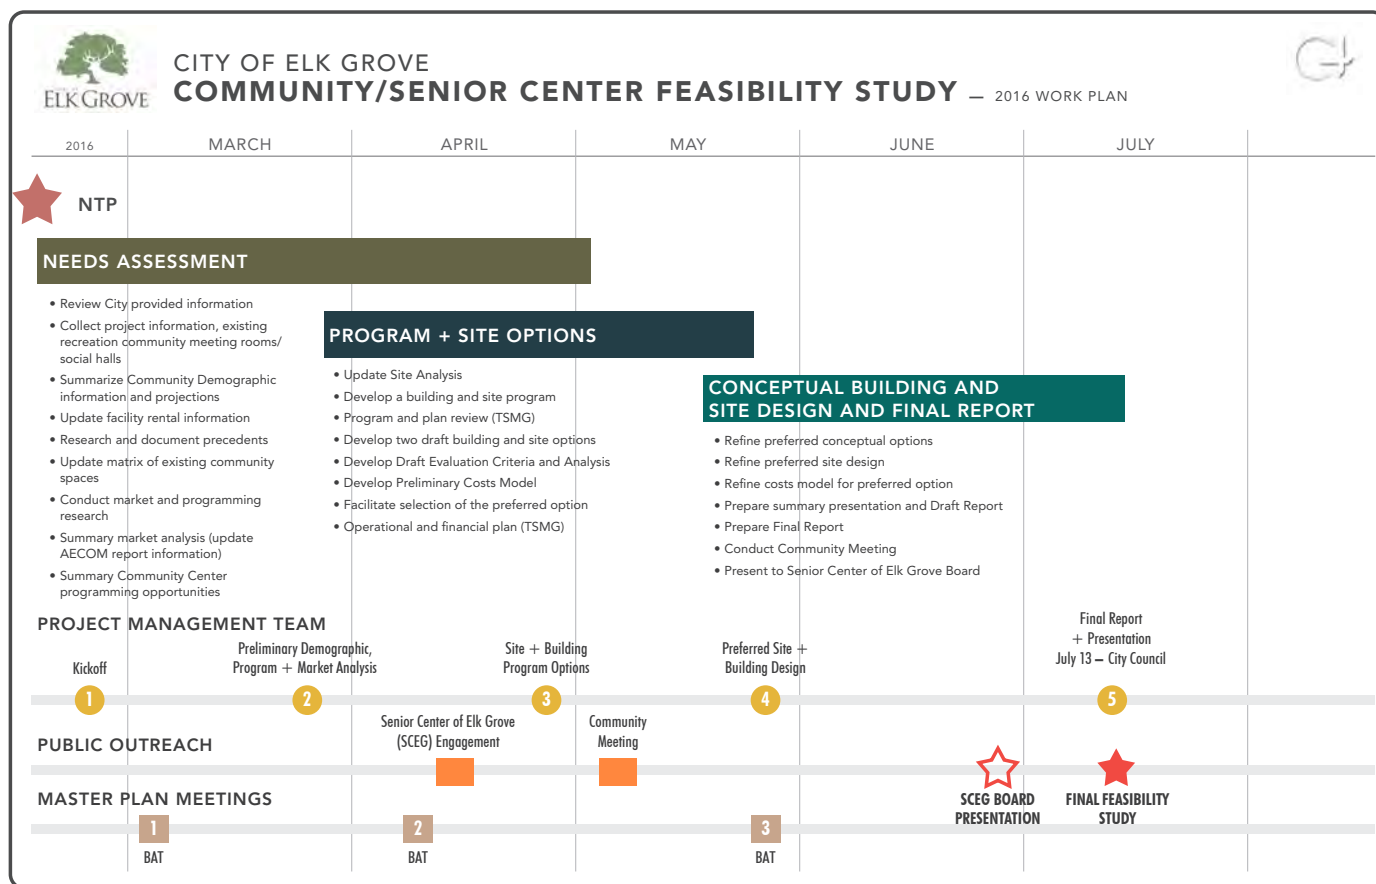 ELK GROVE
CITY OF ELK GROVE
COMMUNITY/SENIOR CENTER FEASIBILITY STUDY — 2016 WORK PLAN
2016 MARCH APRIL MAY JUNE JULY
NTP
NEEDS ASSESSMENT
• Review City provided information
• Collect project information, existing
recreation community meeting rooms/
social halls
• Summarize Community Demographic
information and projections
• Update facility rental information
• Research and document precedents
• Update matrix of existing community
spaces
• Conduct market and programming
research
• Summary market analysis (update
AECOM report information)
• Summary Community Center
programming opportunities
PROGRAM + SITE OPTIONS
• Update Site Analysis
• Develop a building and site program
• Program and plan review (TSMG)
• Develop two draft building and site options
• Develop Draft Evaluation Criteria and Analysis
• Develop Preliminary Costs Model
• Facilitate selection of the preferred option
• Operational and financial plan (TSMG)
CONCEPTUAL BUILDING AND
SITE DESIGN AND FINAL REPORT
• Refine preferred conceptual options
• Refine preferred site design
• Refine costs model for preferred option
• Prepare summary presentation and Draft Report
• Prepare Final Report
• Conduct Community Meeting
• Present to Senior Center of Elk Grove Board
PROJECT MANAGEMENT TEAM
Kickoff
1
Preliminary Demographic,
Program + Market Analysis
2
Site + Building
Program Options
3
Preferred Site +
Building Design
4
Final Report
+ Presentation
July 13 – City Council
5
PUBLIC OUTREACH
Senior Center of Elk Grove
(SCEG) Engagement
Community
Meeting
SCEG BOARD
PRESENTATION
FINAL FEASIBILITY
STUDY
MASTER PLAN MEETINGS
1
BAT
2
BAT
3
BAT